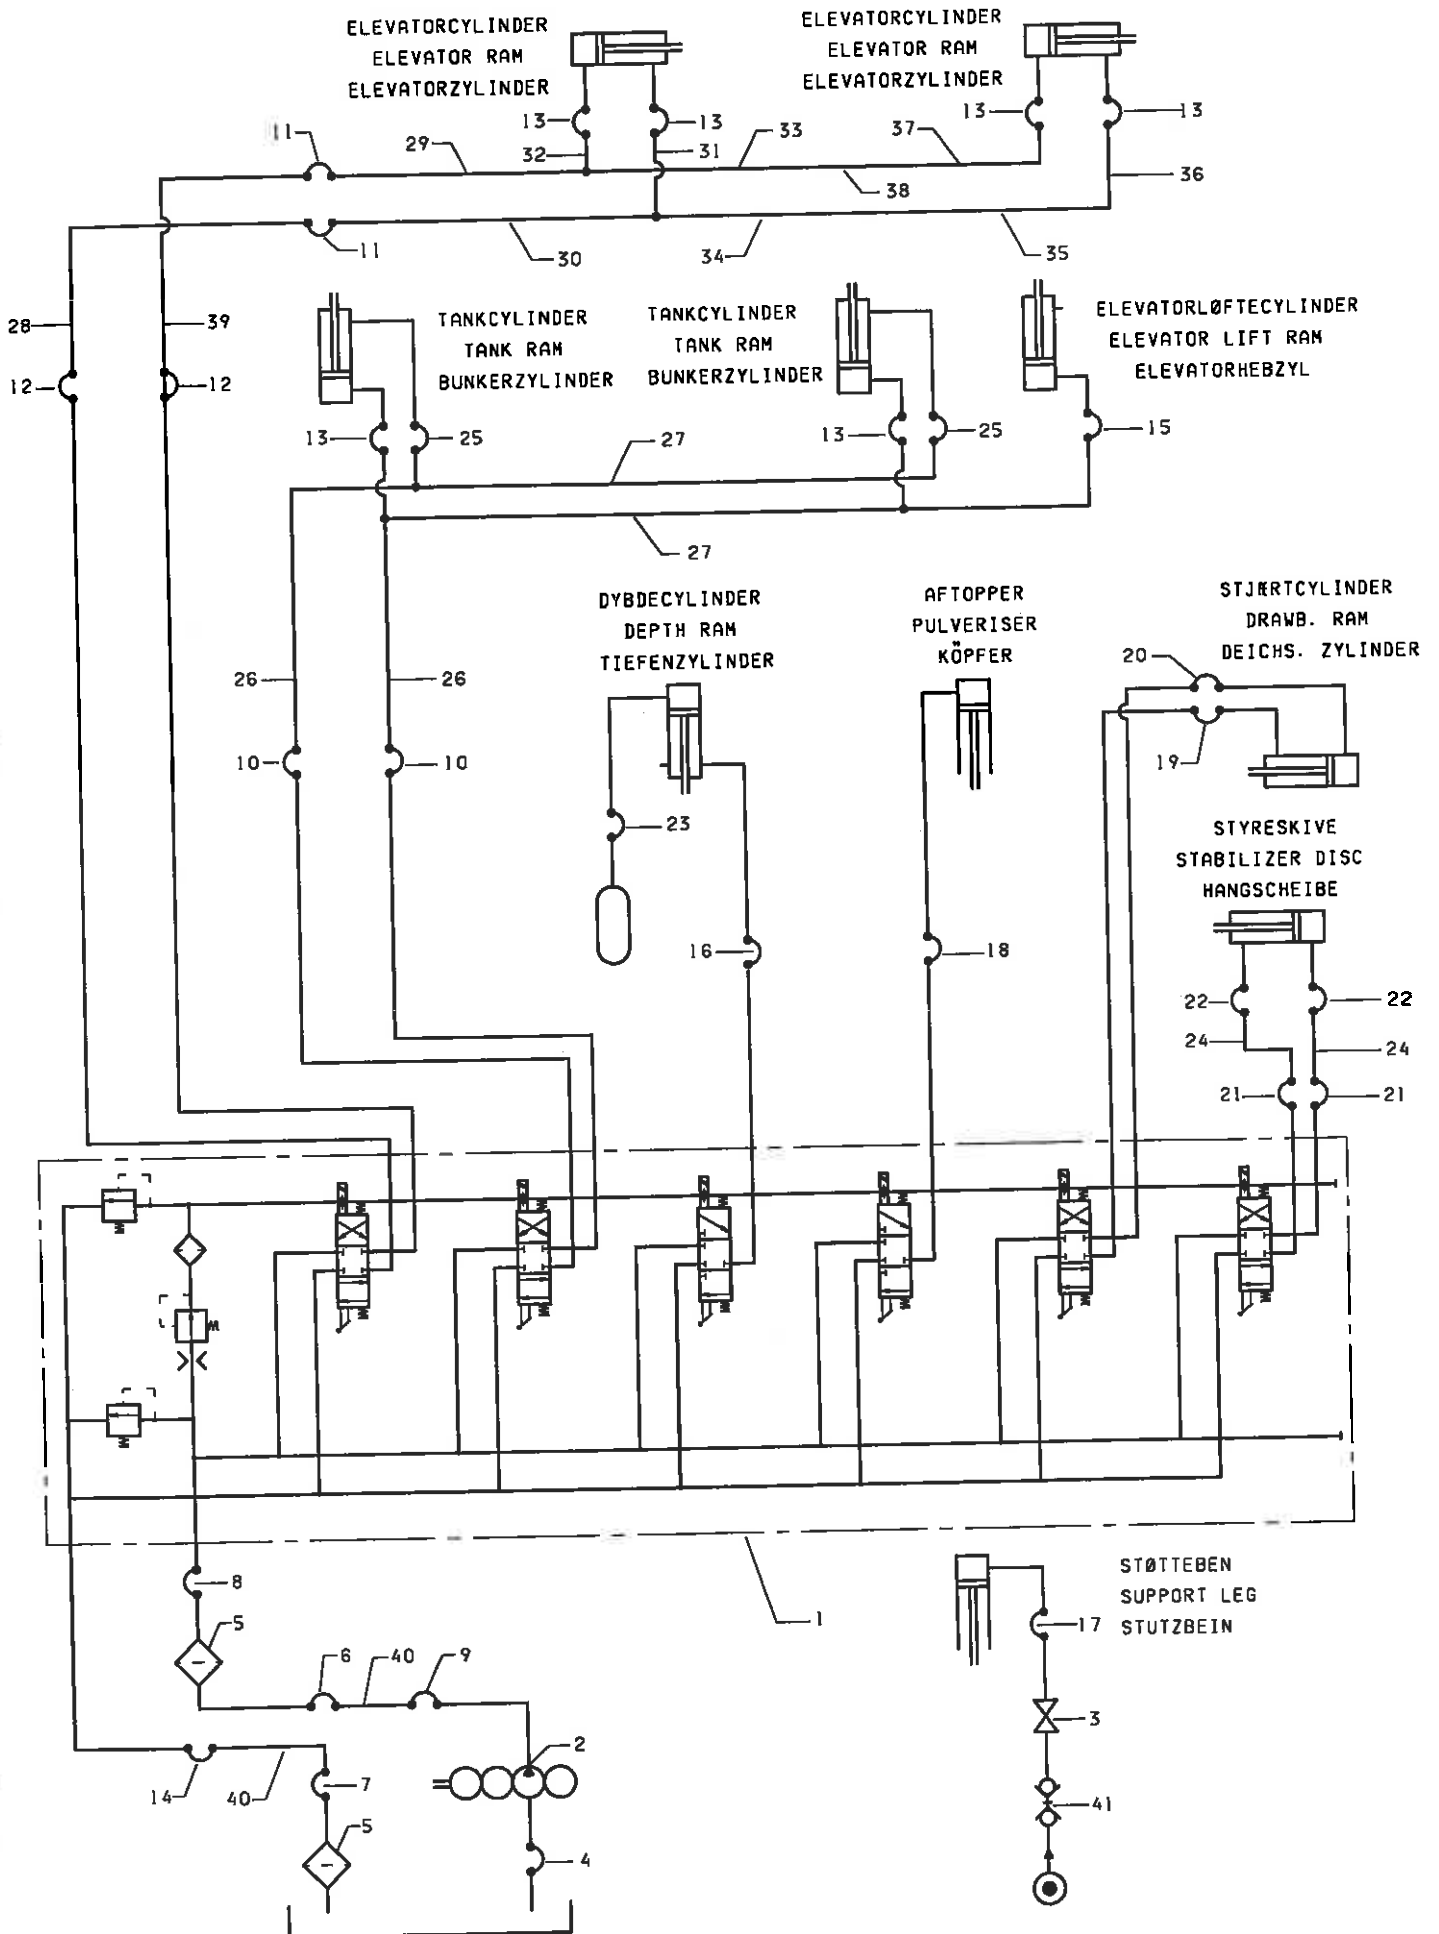 ELEVATORCYLINDER
ELEVATOR RAM
ELEVATORZYLINDER
ELEVATORCYLINDER
ELEVATOR RAM
ELEVATORZYLINDER
13
13
13
13
11
29
32
31
33
37
38
36
11
30
34
35
28
39
12
12
TANKCYLINDER
TANK RAM
BUNKERZYLINDER
TANKCYLINDER
TANK RAM
BUNKERZYLINDER
ELEVATORLØFTECYLINDER
ELEVATOR LIFT RAM
ELEVATORHEBZYL
13
25
27
13
25
15
27
DYBDECYLINDER
DEPTH RAM
TIEFENZYLINDER
AFTOPPER
PULVERISER
KÖPFER
STJÆRTCYLINDER
DRAWB. RAM
DEICHS. ZYLINDER
26
26
20
19
10
10
23
16
18
STYRESKIVE
STABILIZER DISC
HANGSCHEIBE
22
22
24
24
21
21
1
8
5
6
40
9
2
14
40
7
5
4
STØTTEBEN
SUPPORT LEG
STUTZBEIN
17
3
41